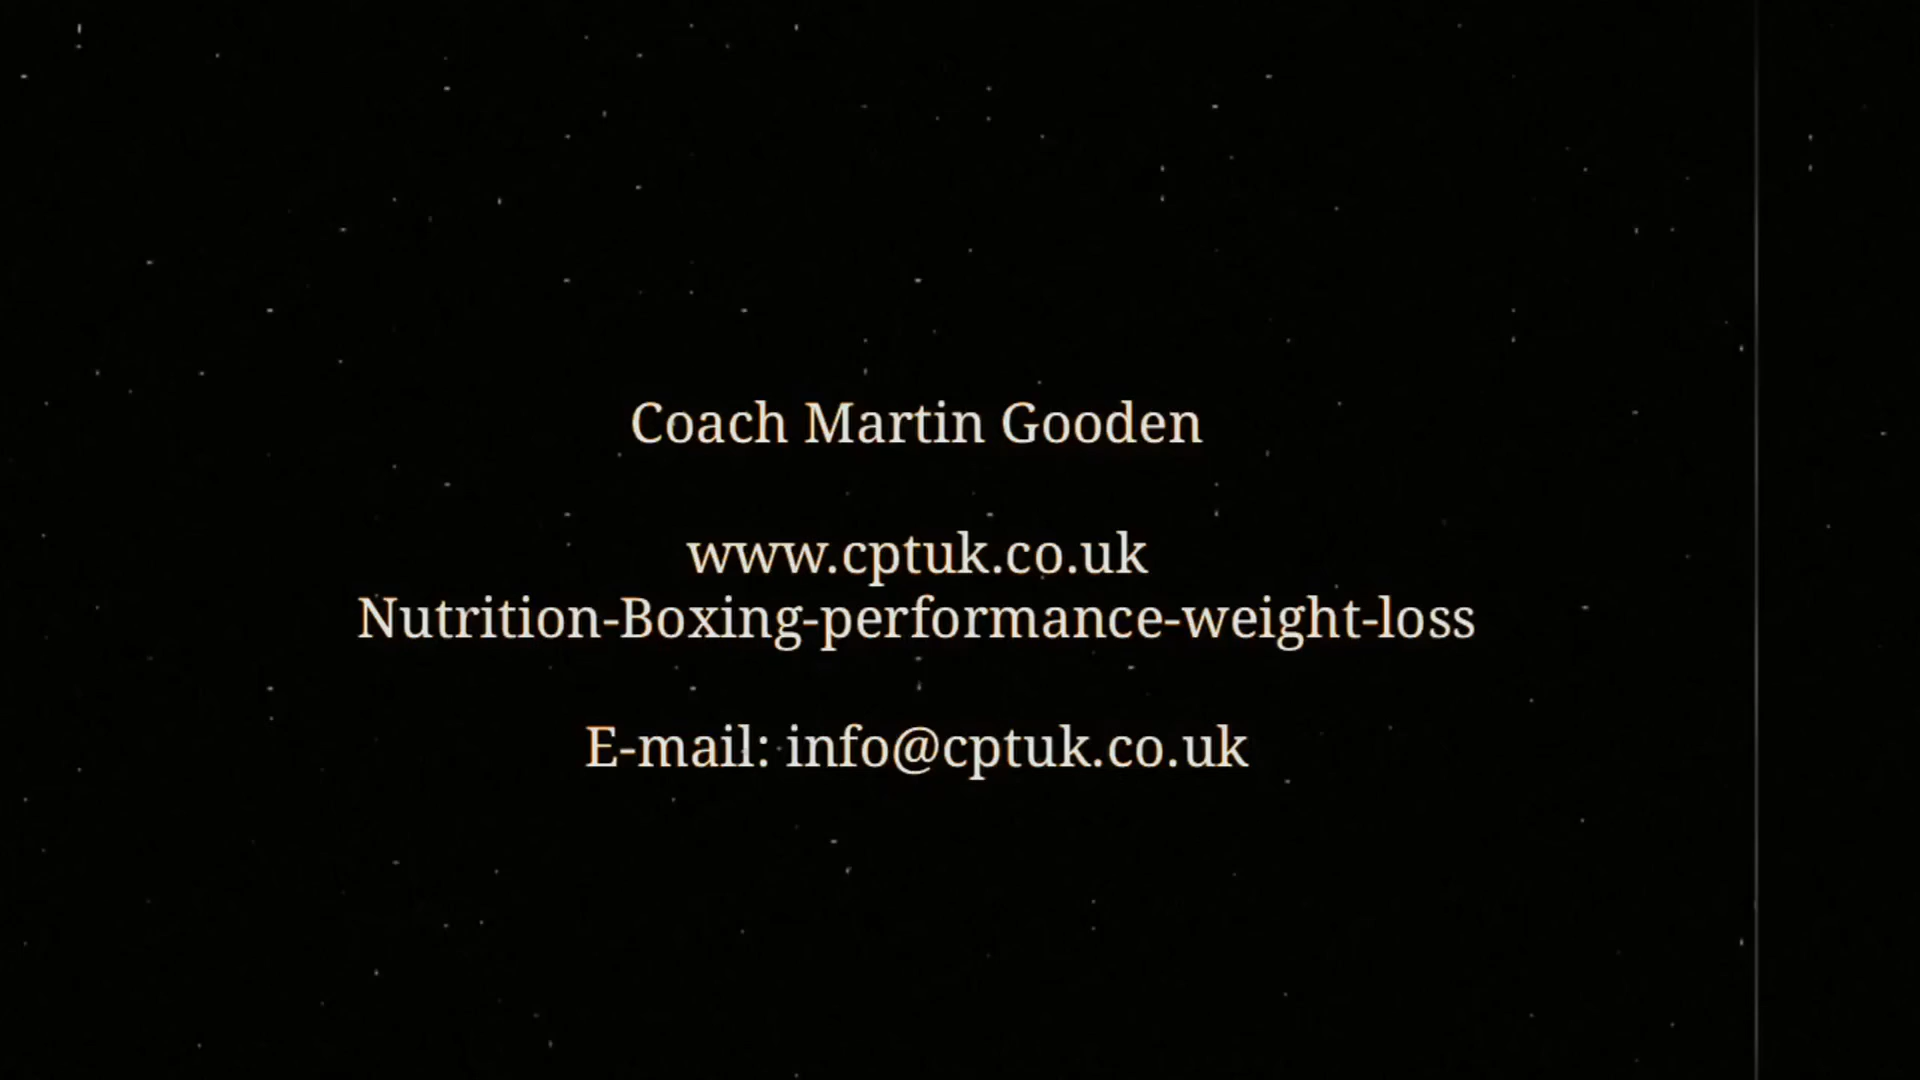 Coach Martin Gooden
www.cptuk.co.uk
Nutrition-Boxing-performance-weight-loss
E-mail: info@cptuk.co.uk